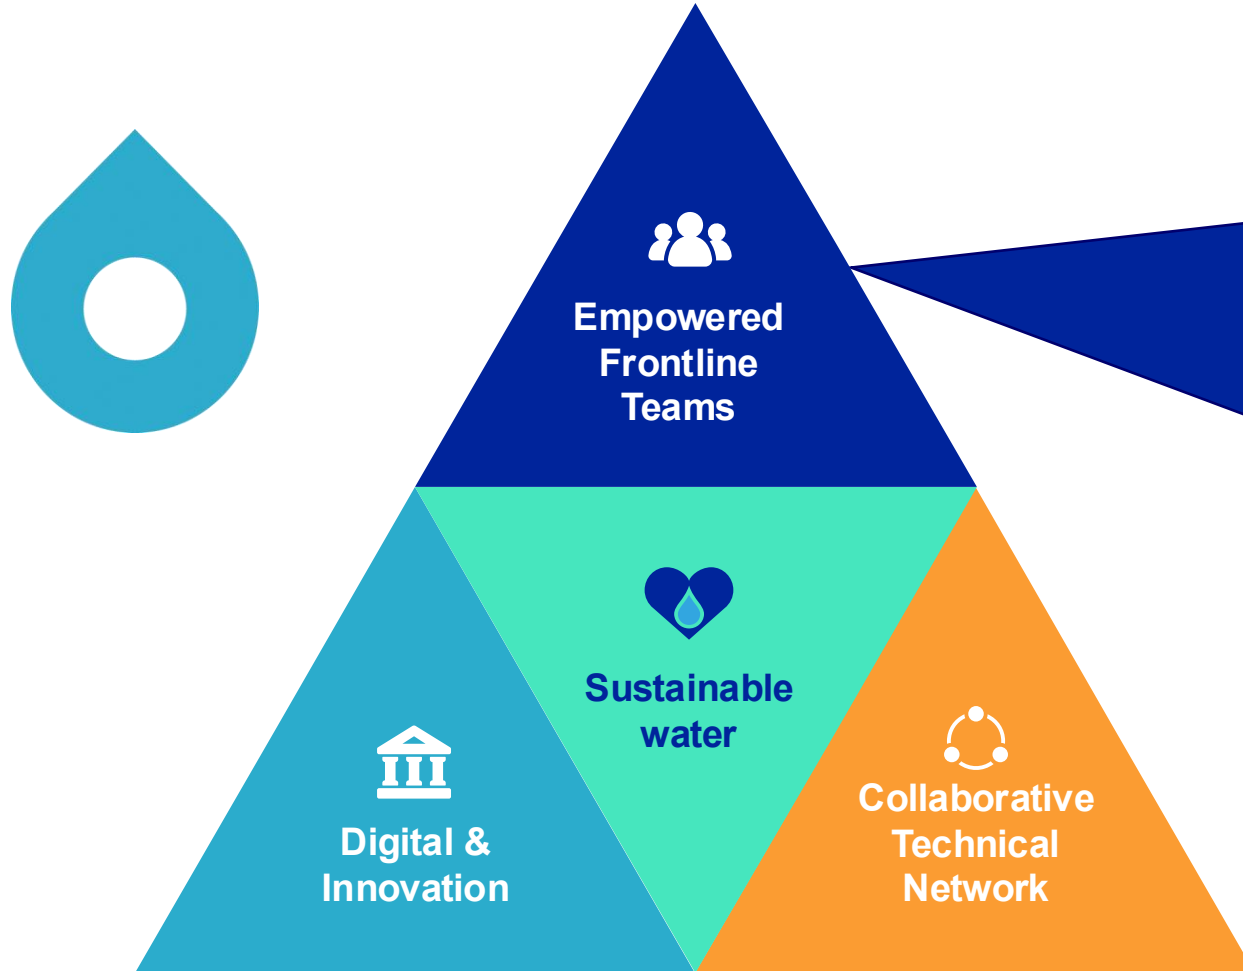 Empowered
Frontline
Teams
Sustainable
water
Digital &
Innovation
Collaborative
Technical
Network